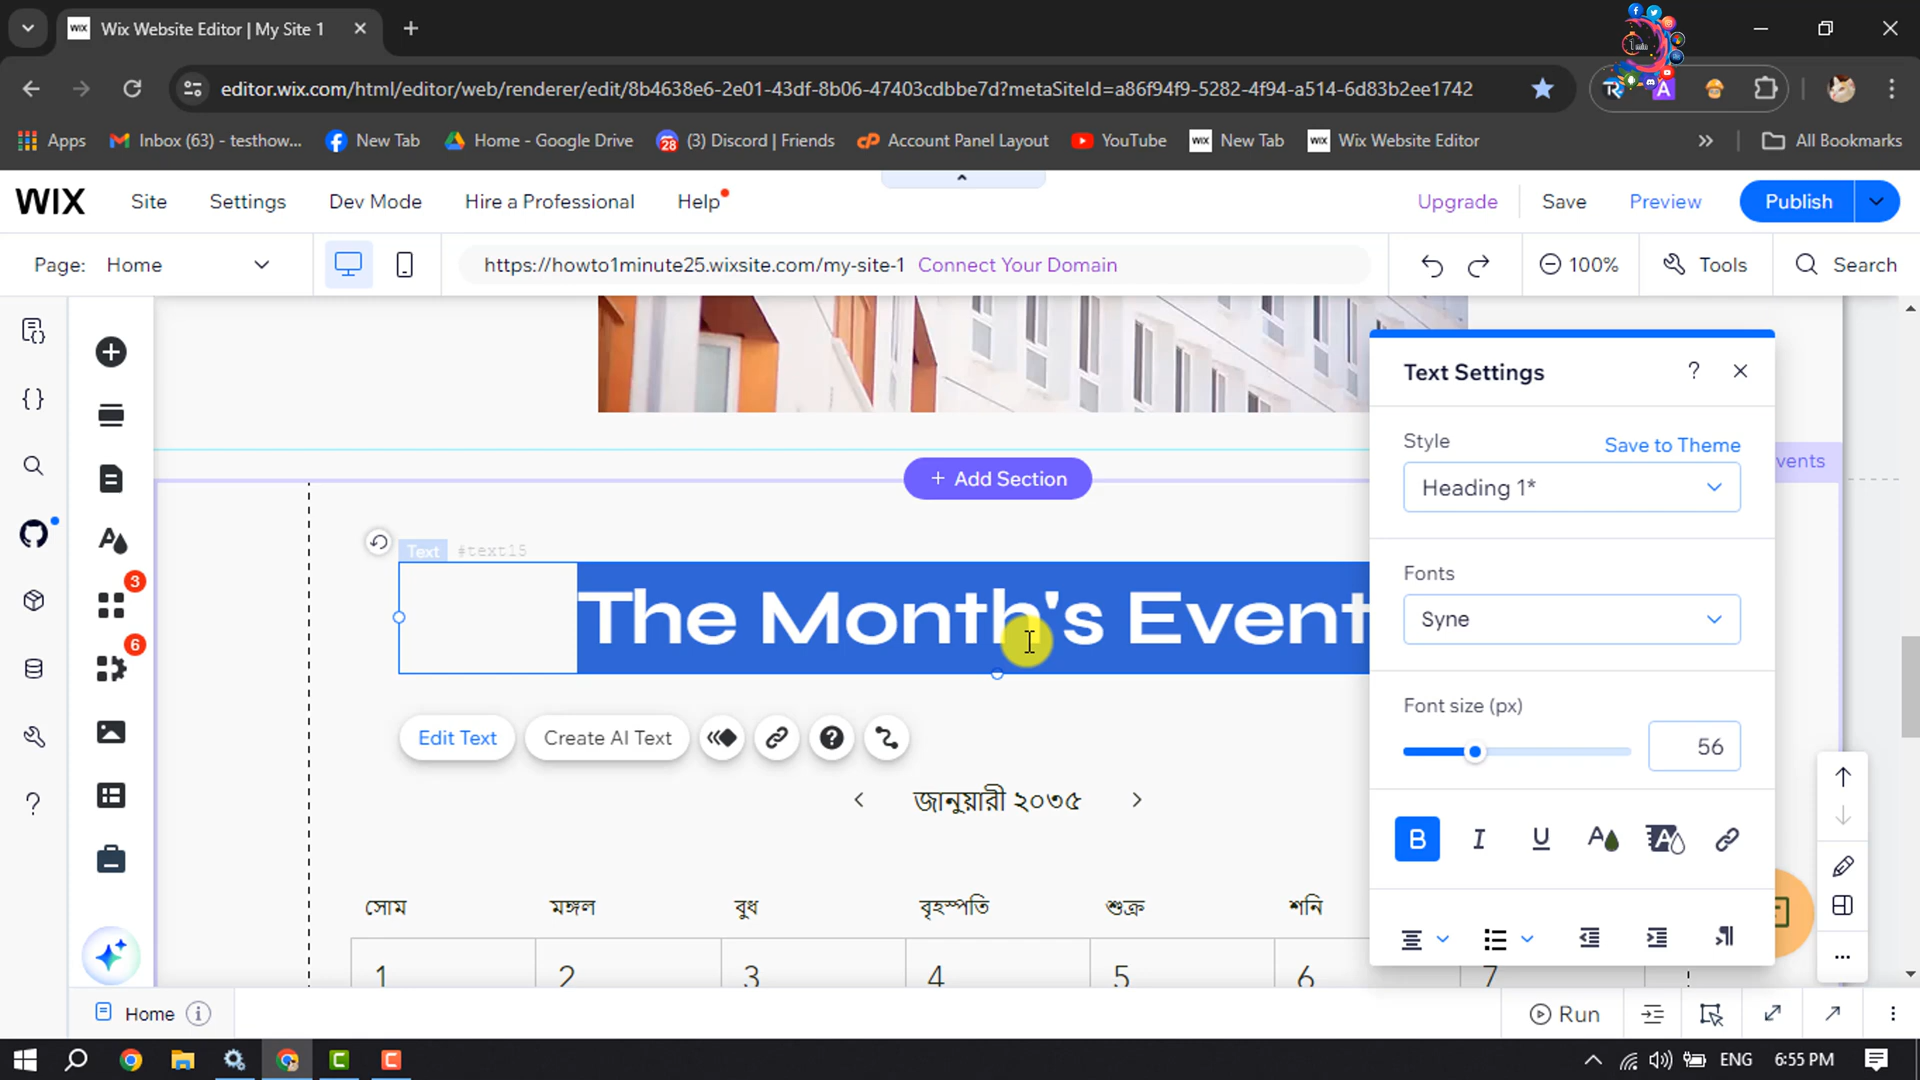 Wix Website Editor | My Site 1
editor.wix.com/html/editor/web/renderer/edit/8b4638e6-2e01-43df-8b06-47403cdbbe7d?metaSiteId=a86f94f9-5282-4f94-a514-6d83b2ee1742
Apps Inbox (63) - testhow... New Tab Home - Google Drive (3) Discord | Friends Account Panel Layout YouTube New Tab Wix Website Editor » All Bookmarks
WIX Site Settings Dev Mode Hire a Professional Help Upgrade Save Preview Publish
Page: Home https://howto1minute25.wixsite.com/my-site-1 Connect Your Domain 100% Tools Search
Text Settings ?
Style Save to Theme
vents
+ Add Section
Heading 1*
Text #text15
Fonts
The Month's Event
Syne
3
6
Font size (px)
56
Edit Text Create AI Text
জানুয়ারী ২০৩৫
B I U A A
সোম মঙ্গল বুধ বৃহস্পতি শুক্র শনি
1 2 3 4 5 6 7
Home Run
ENG 6:55 PM